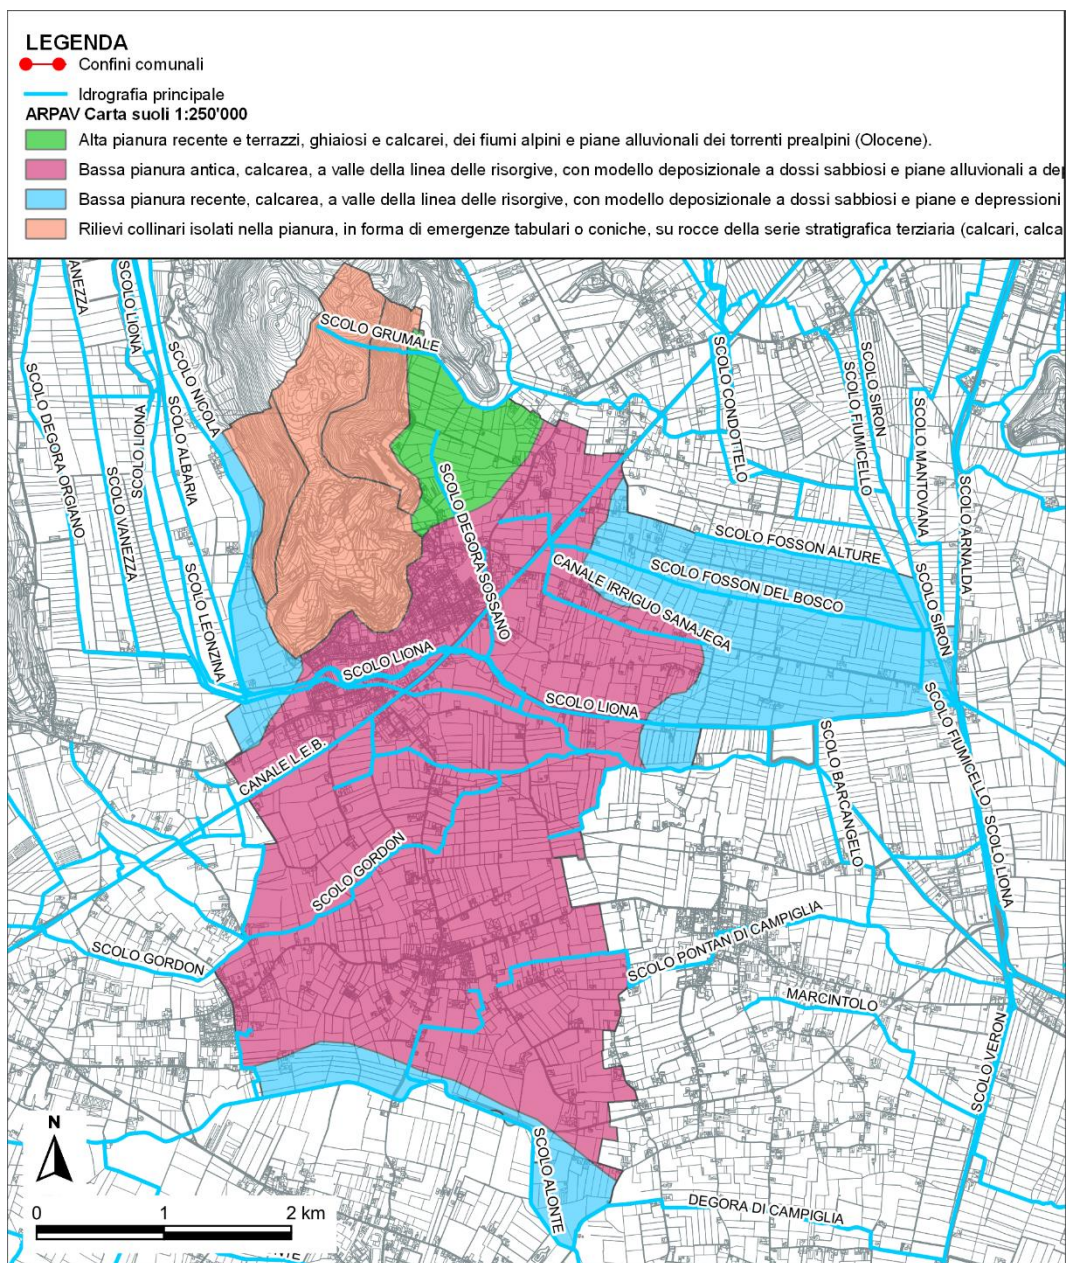 LEGENDA
Confini comunali
Idrografia principale
ARPAV Carta suoli 1:250'000
Alta pianura recente e terrazzi, ghiaiosi e calcarei, dei fiumi alpini e piane alluvionali dei torrenti prealpini (Olocene).
Bassa pianura antica, calcarea, a valle della linea delle risorgive, con modello deposizionale a dossi sabbiosi e piane alluvionali a
Bassa pianura recente, calcarea, a valle della linea delle risorgive, con modello deposizionale a dossi sabbiosi e piane e depressioni
Rilievi collinari isolati nella pianura, in forma di emergenze tabulari o coniche, su rocce della serie stratigrafica terziaria (calcari,
ANEZZA
SCOLO LIONA
SCOLO GRUMALE
SCOLO NICOLA
SCOLO CONDOTTELO
SCOLO SIRON
SCOLO FIUMICELLO
SCOLO DEGORA ORGIANO
SCOLO LIONA
SCOLO ALBARIA
SCOLO MANTOVANA
SCOLO VANEZZA
SCOLO DEGORA SOSSANO
SCOLO ARNALDA
SCOLO FOSSON ALTURE
SCOLO FOSSON DEL BOSCO
CANALE IRRIGUO SANAJEGA
SCOLO LEONZINA
SCOLO SIRON
SCOLO LIONA
SCOLO LIONA
SCOLO FIUMICELLO
CANALE L.E.B.
SCOLO BARCANGELO
SCOLO GORDON
SCOLO LIONA
SCOLO GORDON
SCOLO PONTAN DI CAMPIGLIA
MARCINTOLO
SCOLO VERON
N
SCOLO ALONTE
DEGORA DI CAMPIGLIA
0 1 2 km